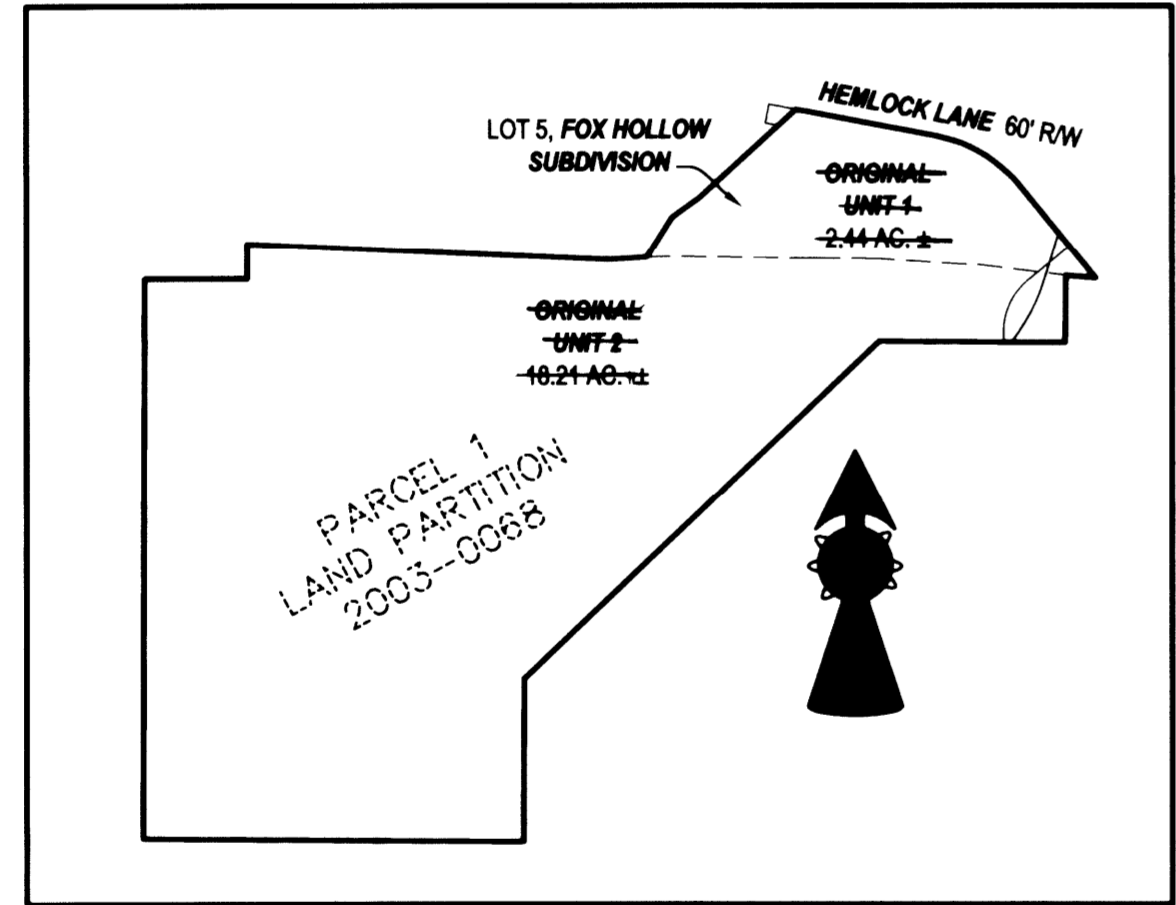 HEMLOCK LANE 60' R/W
LOT 5, FOX HOLLOW
SUBDIVISION
ORIGINAL
UNIT 1
2.44 AC. ±
ORIGINAL
UNIT 2
18.21 AC. ±
PARCEL 1
LAND PARTITION
2003--0068